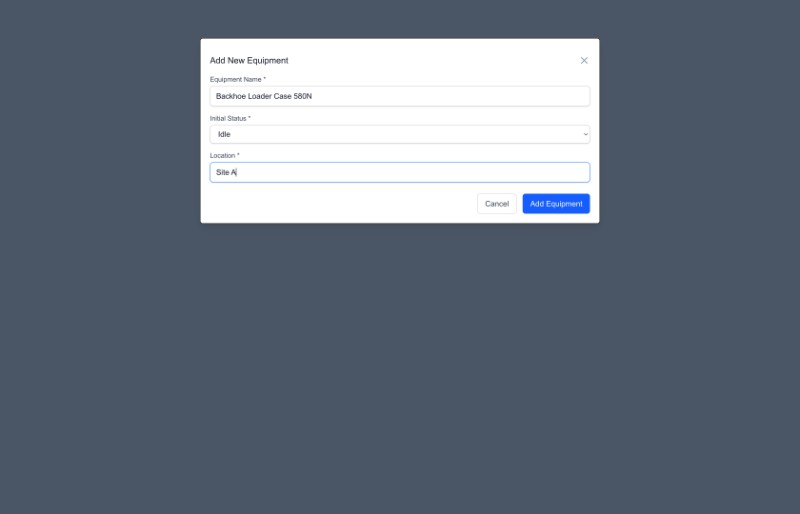 Add New Equipment
Equipment Name *
Backhoe Loader Case 580N
Initial Status *
Idle
Location *
Site A
Cancel
Add Equipment